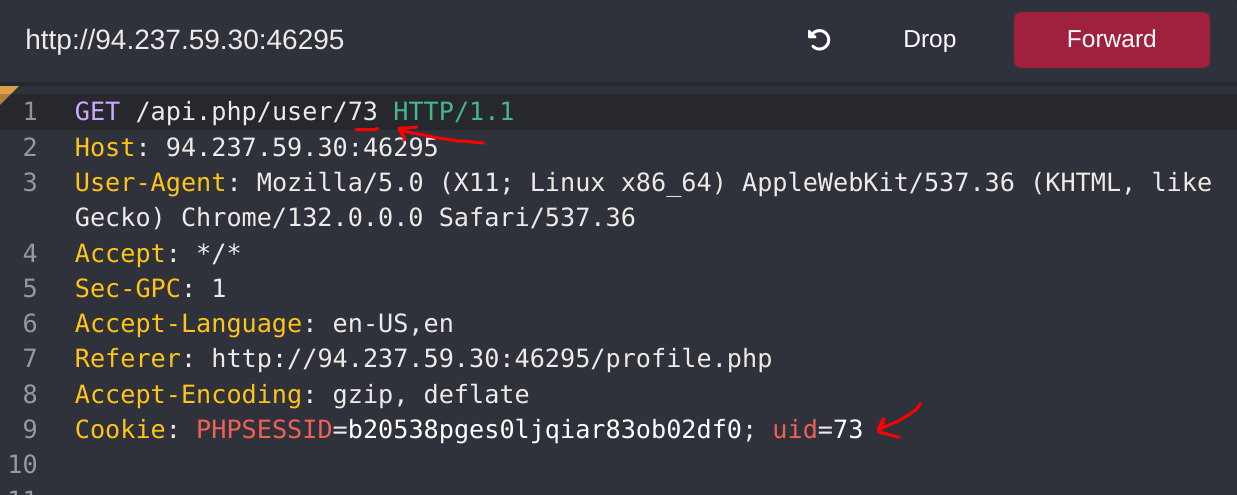 http://94.237.59.30:46295
Drop
Forward
1 GET /api.php/user/73 HTTP/1.1
2 Host: 94.237.59.30:46295
3 User-Agent: Mozilla/5.0 (X11; Linux x86_64) AppleWebKit/537.36 (KHTML, like
Gecko) Chrome/132.0.0.0 Safari/537.36
4 Accept: */*
5 Sec-GPC: 1
6 Accept-Language: en-US,en
7 Referer: http://94.237.59.30:46295/profile.php
8 Accept-Encoding: gzip, deflate
9 Cookie: PHPSESSID=b20538pges0ljqiar83ob02df0; uid=73
10
11